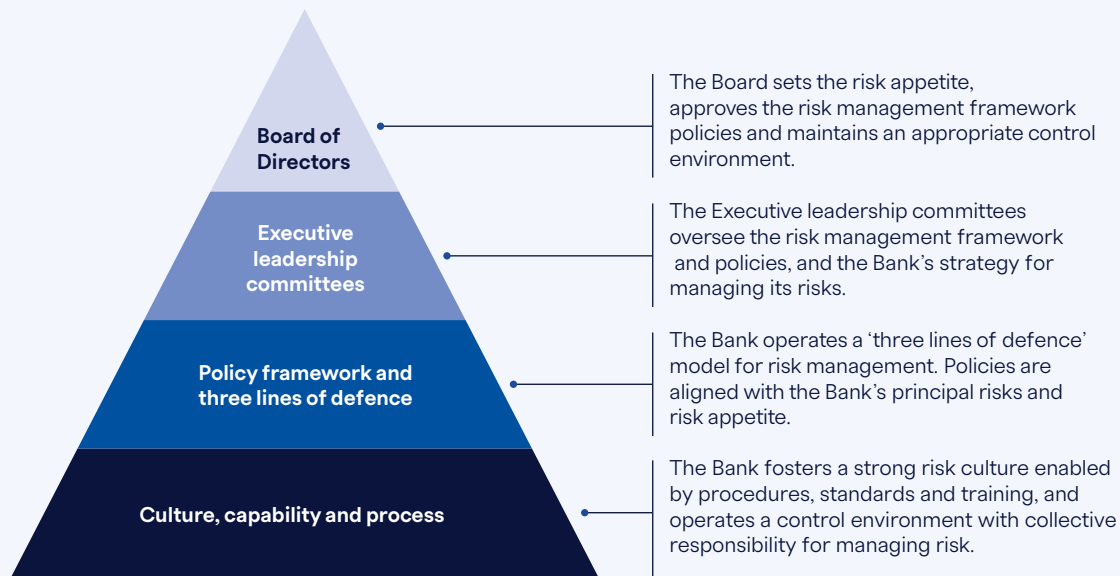 Board of
Directors
The Board sets the risk appetite,
approves the risk management framework
policies and maintains an appropriate control
environment.
Executive
leadership
committees
The Executive leadership committees
oversee the risk management framework
and policies, and the Bank’s strategy for
managing its risks.
Policy framework and
three lines of defence
The Bank operates a ‘three lines of defence’
model for risk management. Policies are
aligned with the Bank’s principal risks and
risk appetite.
Culture, capability and process
The Bank fosters a strong risk culture enabled
by procedures, standards and training, and
operates a control environment with collective
responsibility for managing risk.